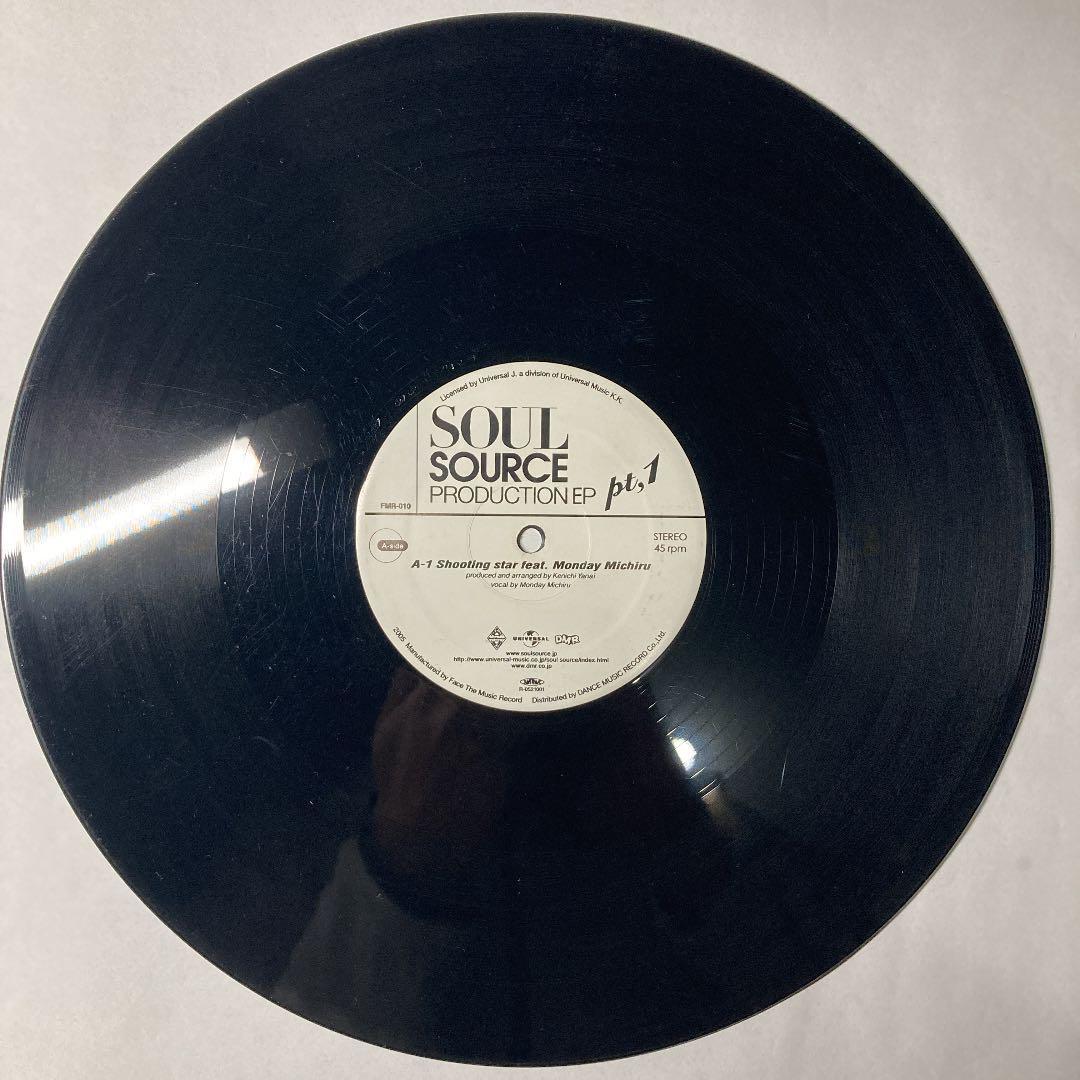 Licensed by Universal J. a division of Universal Music K.K.
SOUL
SOURCE
PRODUCTION EP pt,1
FMR-010
A-side
STEREO
45 rpm
A-1 Shooting star feat. Monday Michiru
produced and arranged by Kenichi Yanai
vocal by Monday Michiru
UNIVERSAL
DMR
www.soulsource.jp
http://www.universal-music.co.jp/soul source/index.html
www.dmr.co.jp
R-0521001
2005 Manufactured by Face The Music Record Distributed by DANCE MUSIC RECORD Co., Ltd.